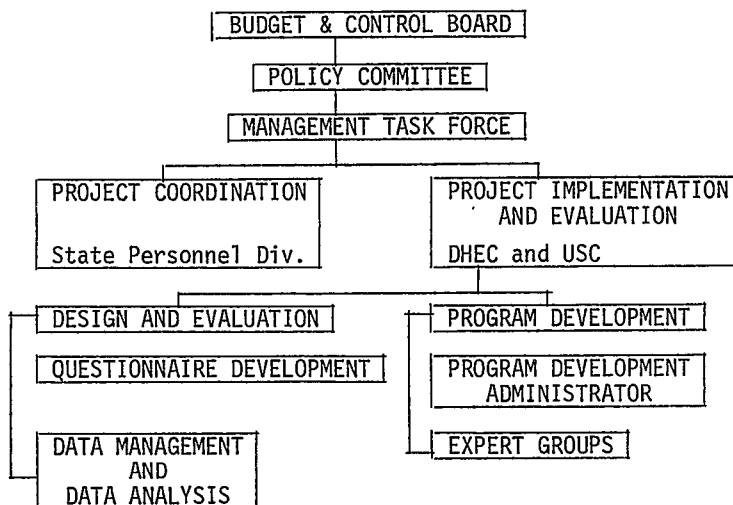 BUDGET & CONTROL BOARD
POLICY COMMITTEE
MANAGEMENT TASK FORCE
PROJECT COORDINATION
State Personnel Div.
PROJECT IMPLEMENTATION
AND EVALUATION
DHEC and USC
DESIGN AND EVALUATION
QUESTIONNAIRE DEVELOPMENT
DATA MANAGEMENT
AND
DATA ANALYSIS
PROGRAM DEVELOPMENT
PROGRAM DEVELOPMENT
ADMINISTRATOR
EXPERT GROUPS